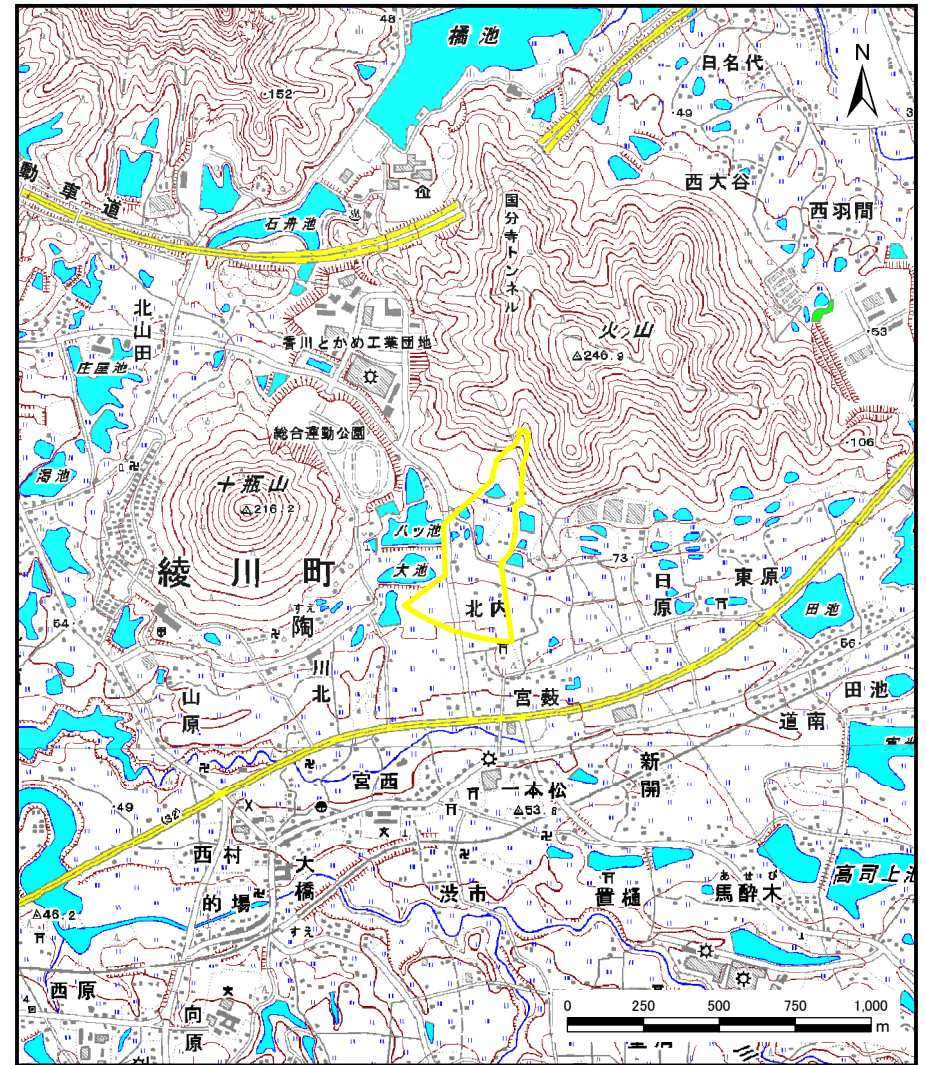 48
橘池
N
日名代
152
49
動車道
西大谷
石舟池
国分寺トンネル
西羽間
北山田
53
火ノ山
246.9
香川とかめ工業団地
庄屋池
総合運動公園
106
P
渇池
十瓶山
216.2
八ッ池
73
大池
綾川町
日原
東原
すえ
陶
北内
田池
54
56
川北
山原
宮薮
田池
道南
新開
宮西
一本松
49
53.8
(32)
西村
大橋
あせび
馬酔木
高司上池
的場
渋市
置樋
46.2
すえ
西原
向原
0 250 500 750 1,000
m